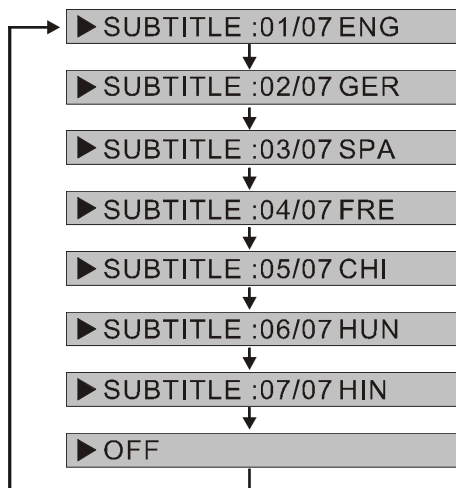 ▶ SUBTITLE :01/07 ENG
▶ SUBTITLE :02/07 GER
▶ SUBTITLE :03/07 SPA
▶ SUBTITLE :04/07 FRE
▶ SUBTITLE :05/07 CHI
▶ SUBTITLE :06/07 HUN
▶ SUBTITLE :07/07 HIN
▶ OFF